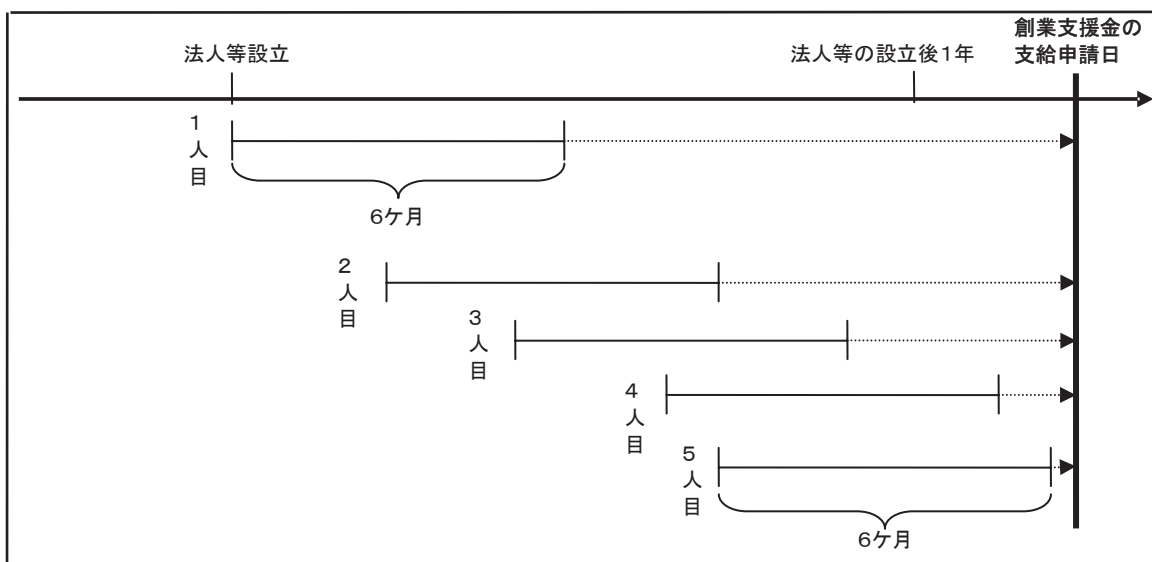 創業支援金の
支給申請日
法人等設立
法人等の設立後1年
1人目
6ケ月
2人目
3人目
4人目
5人目
6ケ月